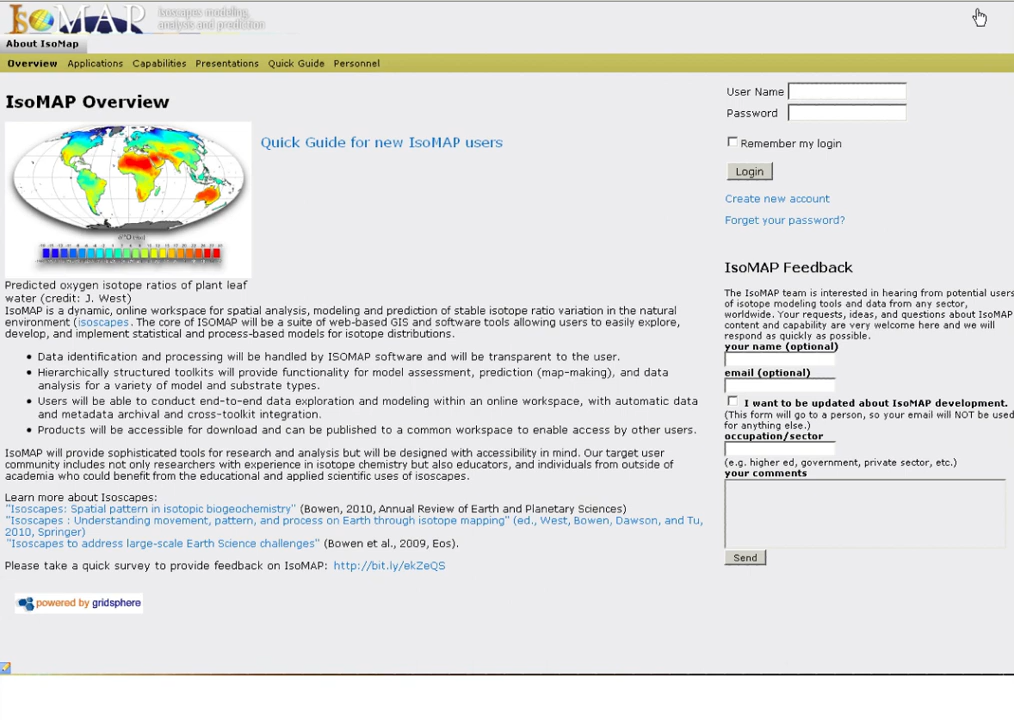 IsoMAP Isoscapes modeling,
analysis and prediction
About IsoMap
Overview Applications Capabilities Presentations Quick Guide Personnel
IsoMAP Overview
Quick Guide for new IsoMAP users
Predicted oxygen isotope ratios of plant leaf
water (credit: J. West)
IsoMAP is a dynamic, online workspace for spatial analysis, modeling and prediction of stable isotope ratio variation in the natural
environment (isoscapes. The core of ISOMAP will be a suite of web-based GIS and software tools allowing users to easily explore,
develop, and implement statistical and process-based models for isotope distributions.
• Data identification and processing will be handled by ISOMAP software and will be transparent to the user.
• Hierarchically structured toolkits will provide functionality for model assessment, prediction (map-making), and data
analysis for a variety of model and substrate types.
• Users will be able to conduct end-to-end data exploration and modeling within an online workspace, with automatic data
and metadata archival and cross-toolkit integration.
• Products will be accessible for download and can be published to a common workspace to enable access by other users.
IsoMAP will provide sophisticated tools for research and analysis but will be designed with accessibility in mind. Our target user
community includes not only researchers with experience in isotope chemistry but also educators, and individuals from outside of
academia who could benefit from the educational and applied scientific uses of isoscapes.
Learn more about Isoscapes:
"Isoscapes: Spatial pattern in isotopic biogeochemistry" (Bowen, 2010, Annual Review of Earth and Planetary Sciences)
"Isoscapes : Understanding movement, pattern, and process on Earth through isotope mapping" (ed., West, Bowen, Dawson, and Tu,
2010, Springer)
"Isoscapes to address large-scale Earth Science challenges" (Bowen et al., 2009, Eos).
Please take a quick survey to provide feedback on IsoMAP: http://bit.ly/ekZeQS
powered by gridsphere
User Name
Password
Remember my login
Login
Create new account
Forget your password?
IsoMAP Feedback
The IsoMAP team is interested in hearing from potential users
of isotope modeling tools and data from any sector,
worldwide. Your requests, ideas, and questions about IsoMAP
content and capability are very welcome here and we will
respond as quickly as possible.
your name (optional)
email (optional)
I want to be updated about IsoMAP development.
(This form will go to a person, so your email will NOT be used
for anything else.)
occupation/sector
(e.g. higher ed, government, private sector, etc.)
your comments
Send